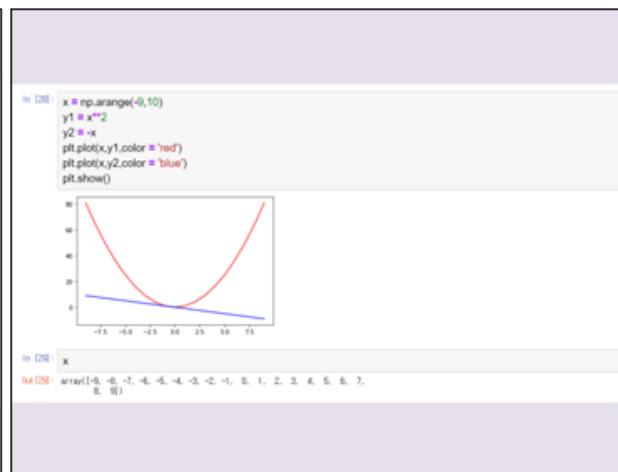 In [28]:
x = np.arange(-9,10)
y1 = x**2
y2 = -x
plt.plot(x,y1,color = 'red')
plt.plot(x,y2,color = 'blue')
plt.show()
80
60
40
20
0
-7.5 -5.0 -2.5 0.0 2.5 5.0 7.5
In [29]:
x
Out[29]: array([-9, -8, -7, -6, -5, -4, -3, -2, -1, 0, 1, 2, 3, 4, 5, 6, 7,
8, 9])